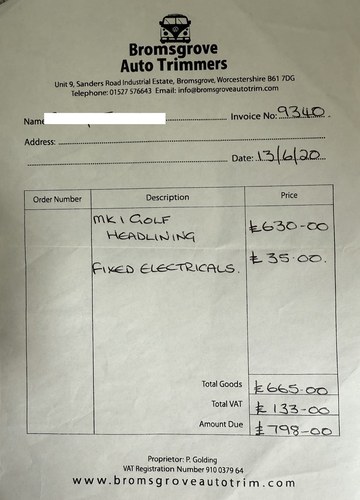 Bromsgrove
Auto Trimmers
Unit 9, Sanders Road Industrial Estate, Bromsgrove, Worcestershire B61 7DG
Telephone: 01527 576643 Email: info@bromsgroveautotrim.com
Name
Invoice No: 9340
Address:
Date: 13/6/20
Order Number Description Price
MK1 GOLF
HEADLINING £630-00
FIXED ELECTRICALS. £35.00.
Total Goods £665.00
Total VAT £133-00
Amount Due £798-00
Proprietor: P. Golding
VAT Registration Number 910 0379 64
www.bromsgroveautotrim.com